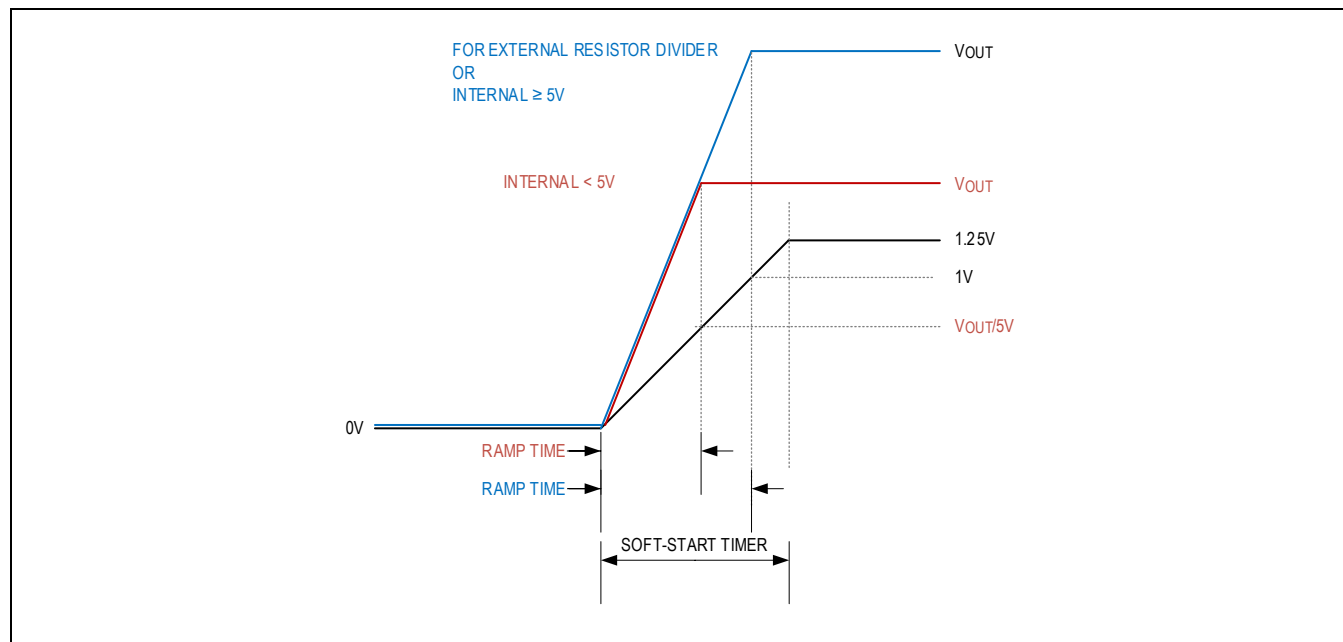 FOR EXTERNAL RESISTOR DIVIDER
OR
INTERNAL ≥ 5V
VOUT
INTERNAL < 5V
VOUT
1.25V
1V
VOUT/5V
0V
RAMP TIME
RAMP TIME
SOFT-START TIMER